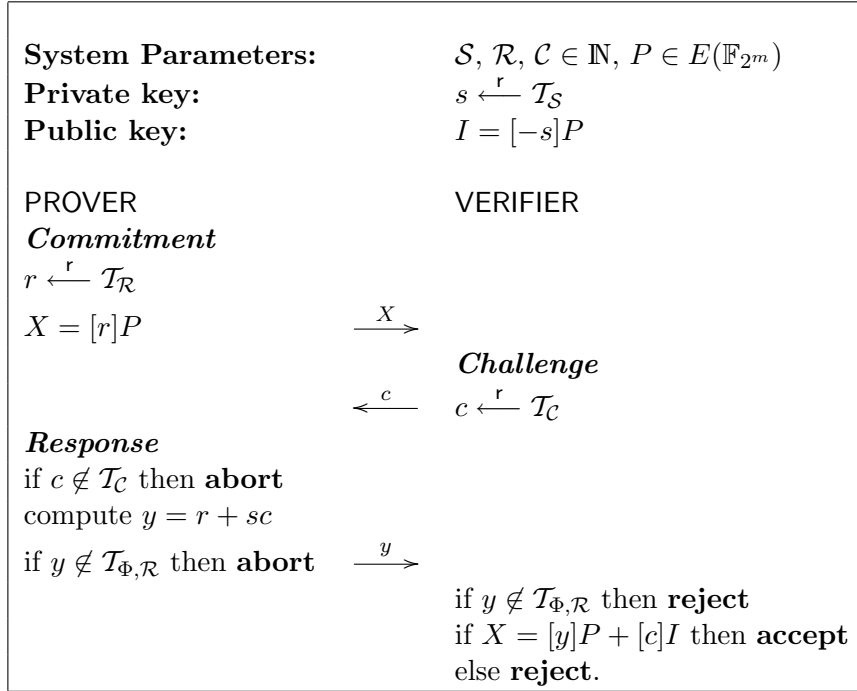 System Parameters: 𝒮, ℛ, 𝒞 ∈ ℕ, P ∈ E(𝔽_{2^m})
Private key: s ←r 𝒯_𝒮
Public key: I = [−s]P
PROVER VERIFIER
Commitment
r ←r 𝒯_ℛ
X = [r]P X→
Challenge
←c c ←r 𝒯_𝒞
Response
if c ∉ 𝒯_𝒞 then abort
compute y = r + sc
if y ∉ 𝒯_{Φ,ℛ} then abort y→
if y ∉ 𝒯_{Φ,ℛ} then reject
if X = [y]P + [c]I then accept
else reject.